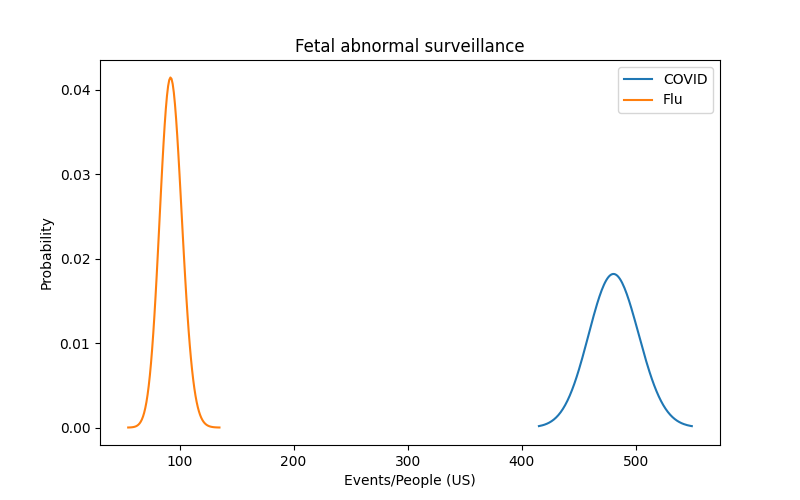 Fetal abnormal surveillance
COVID
Flu
0.04
0.03
0.02
0.01
0.00
Probability
100
200
300
400
500
Events/People (US)